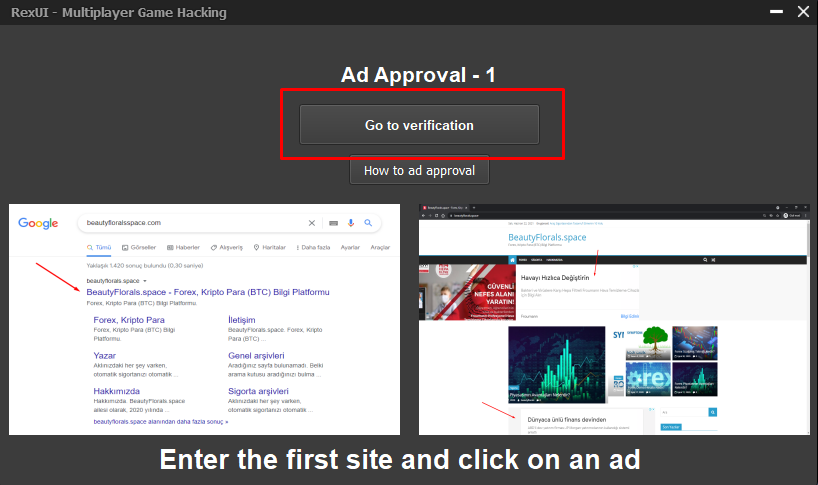 RexUI - Multiplayer Game Hacking
Ad Approval - 1
Go to verification
How to ad approval
Google
beautyfloralsspace.com
Tümü Görseller Haberler Alışveriş Haritalar Daha fazla Ayarlar Araçlar
Yaklaşık 1.420 sonuç bulundu (0,30 saniye)
beautyflorals.space
BeautyFlorals.space - Forex, Kripto Para (BTC) Bilgi Platformu
Forex, Kripto Para (BTC) Bilgi Platformu.
Forex, Kripto Para
Forex, Kripto Para (BTC) Bilgi
Platformu.
İletişim
BeautyFlorals.space. Forex, Kripto
Para (BTC) ...
Yazar
Aklınızdaki her şey varken,
otomatik sigortanızı otomatik ...
Genel arşivleri
Aradığınız sayfa bulunamadı. Belki
arama kutusu aradığınızı bulma ...
Hakkımızda
Hakkımızda. BeautyFlorals.space
ailesi olarak, 2020 yılında ...
Sigorta arşivleri
Aklınızdaki her şey varken,
otomatik sigortanızı otomatik ...
beautyflorals.space alanından daha fazla sonuç »
BeautyFlorals.space
GÜVENLİ
NEFES ALANI
YARATIN!
Havayı Hızlıca Değiştirin
Dünyaca ünlü finans devinden
Enter the first site and click on an ad